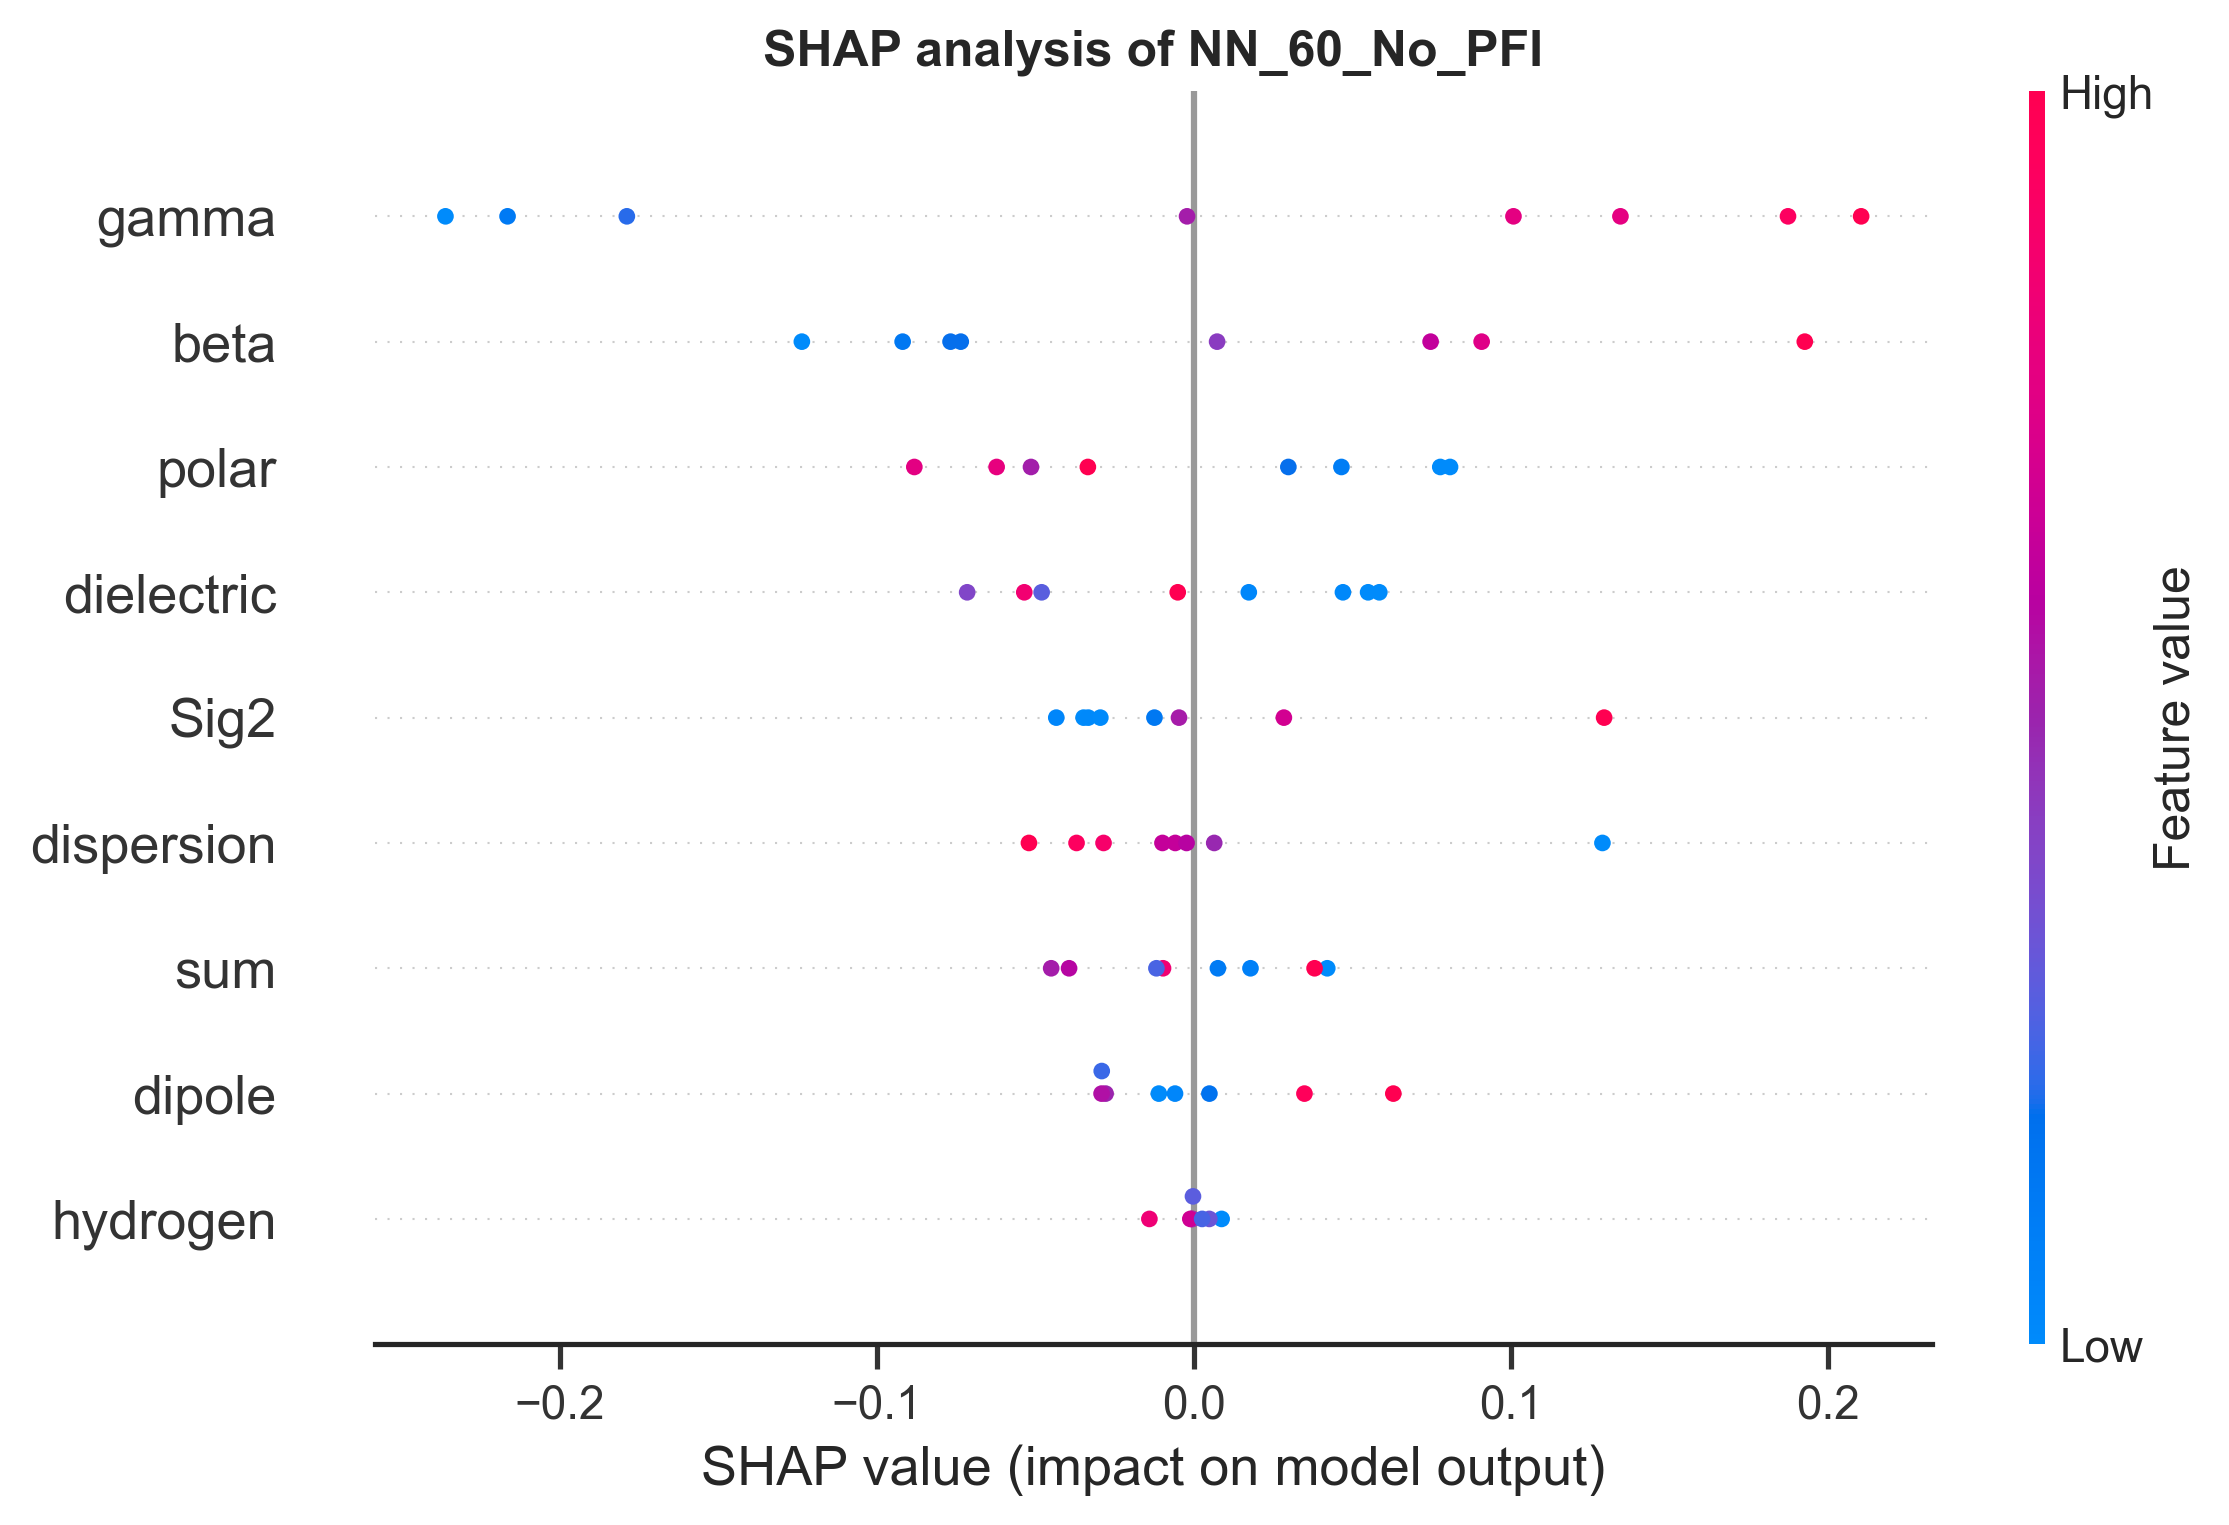 SHAP analysis of NN_60_No_PFI
High
gamma
beta
polar
dielectric
Sig2
dispersion
sum
dipole
hydrogen
Feature value
Low
−0.2 −0.1 0.0 0.1 0.2
SHAP value (impact on model output)